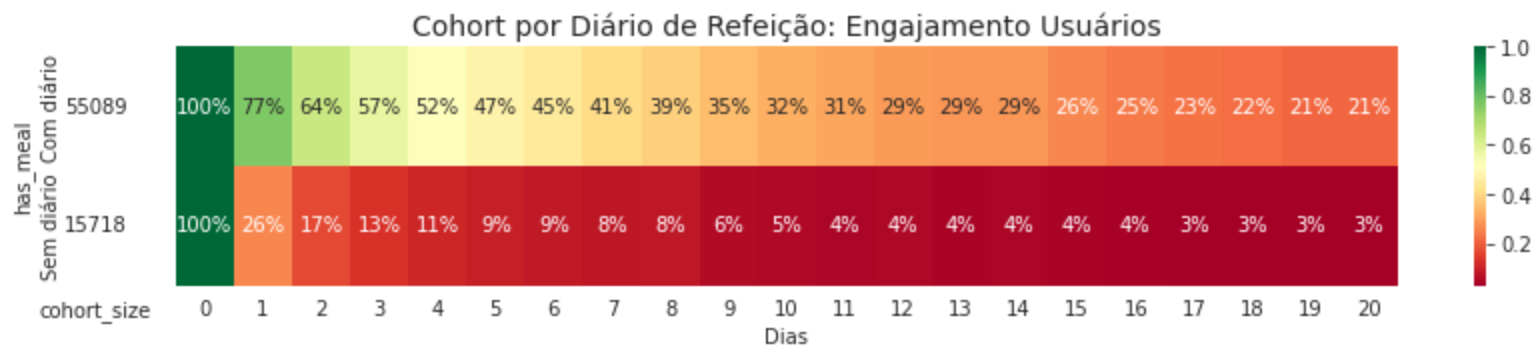 Cohort por Diário de Refeição: Engajamento Usuários
has_meal
Com diário 55089 100% 77% 64% 57% 52% 47% 45% 41% 39% 35% 32% 31% 29% 29% 29% 26% 25% 23% 22% 21% 21%
Sem diário 15718 100% 26% 17% 13% 11% 9% 9% 8% 8% 6% 5% 4% 4% 4% 4% 4% 4% 3% 3% 3% 3%
cohort_size 0 1 2 3 4 5 6 7 8 9 10 11 12 13 14 15 16 17 18 19 20
Dias
1.0
0.8
0.6
0.4
0.2